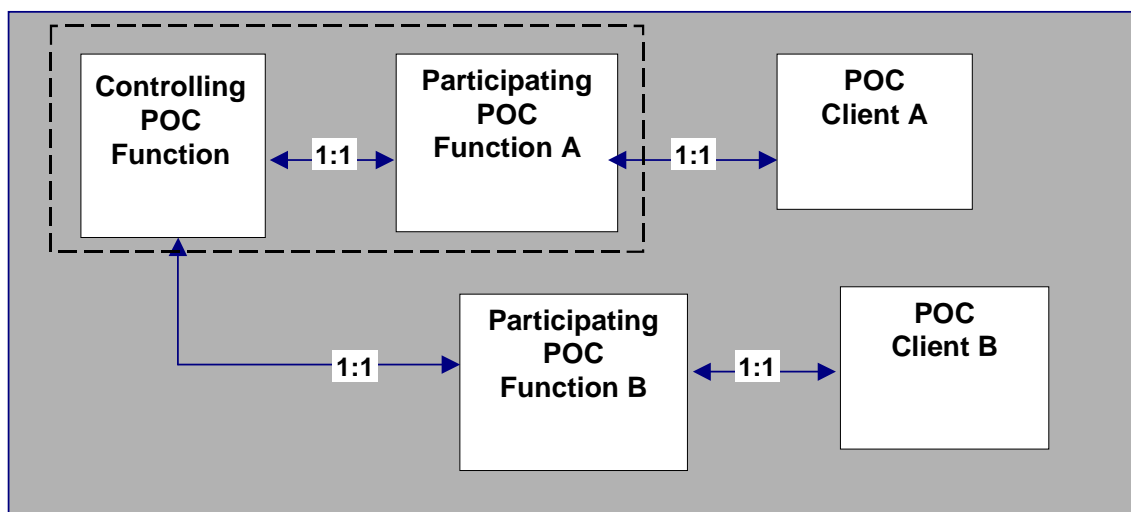 Controlling
POC
Function
1:1
Participating
POC
Function A
1:1
POC
Client A
1:1
Participating
POC
Function B
1:1
POC
Client B